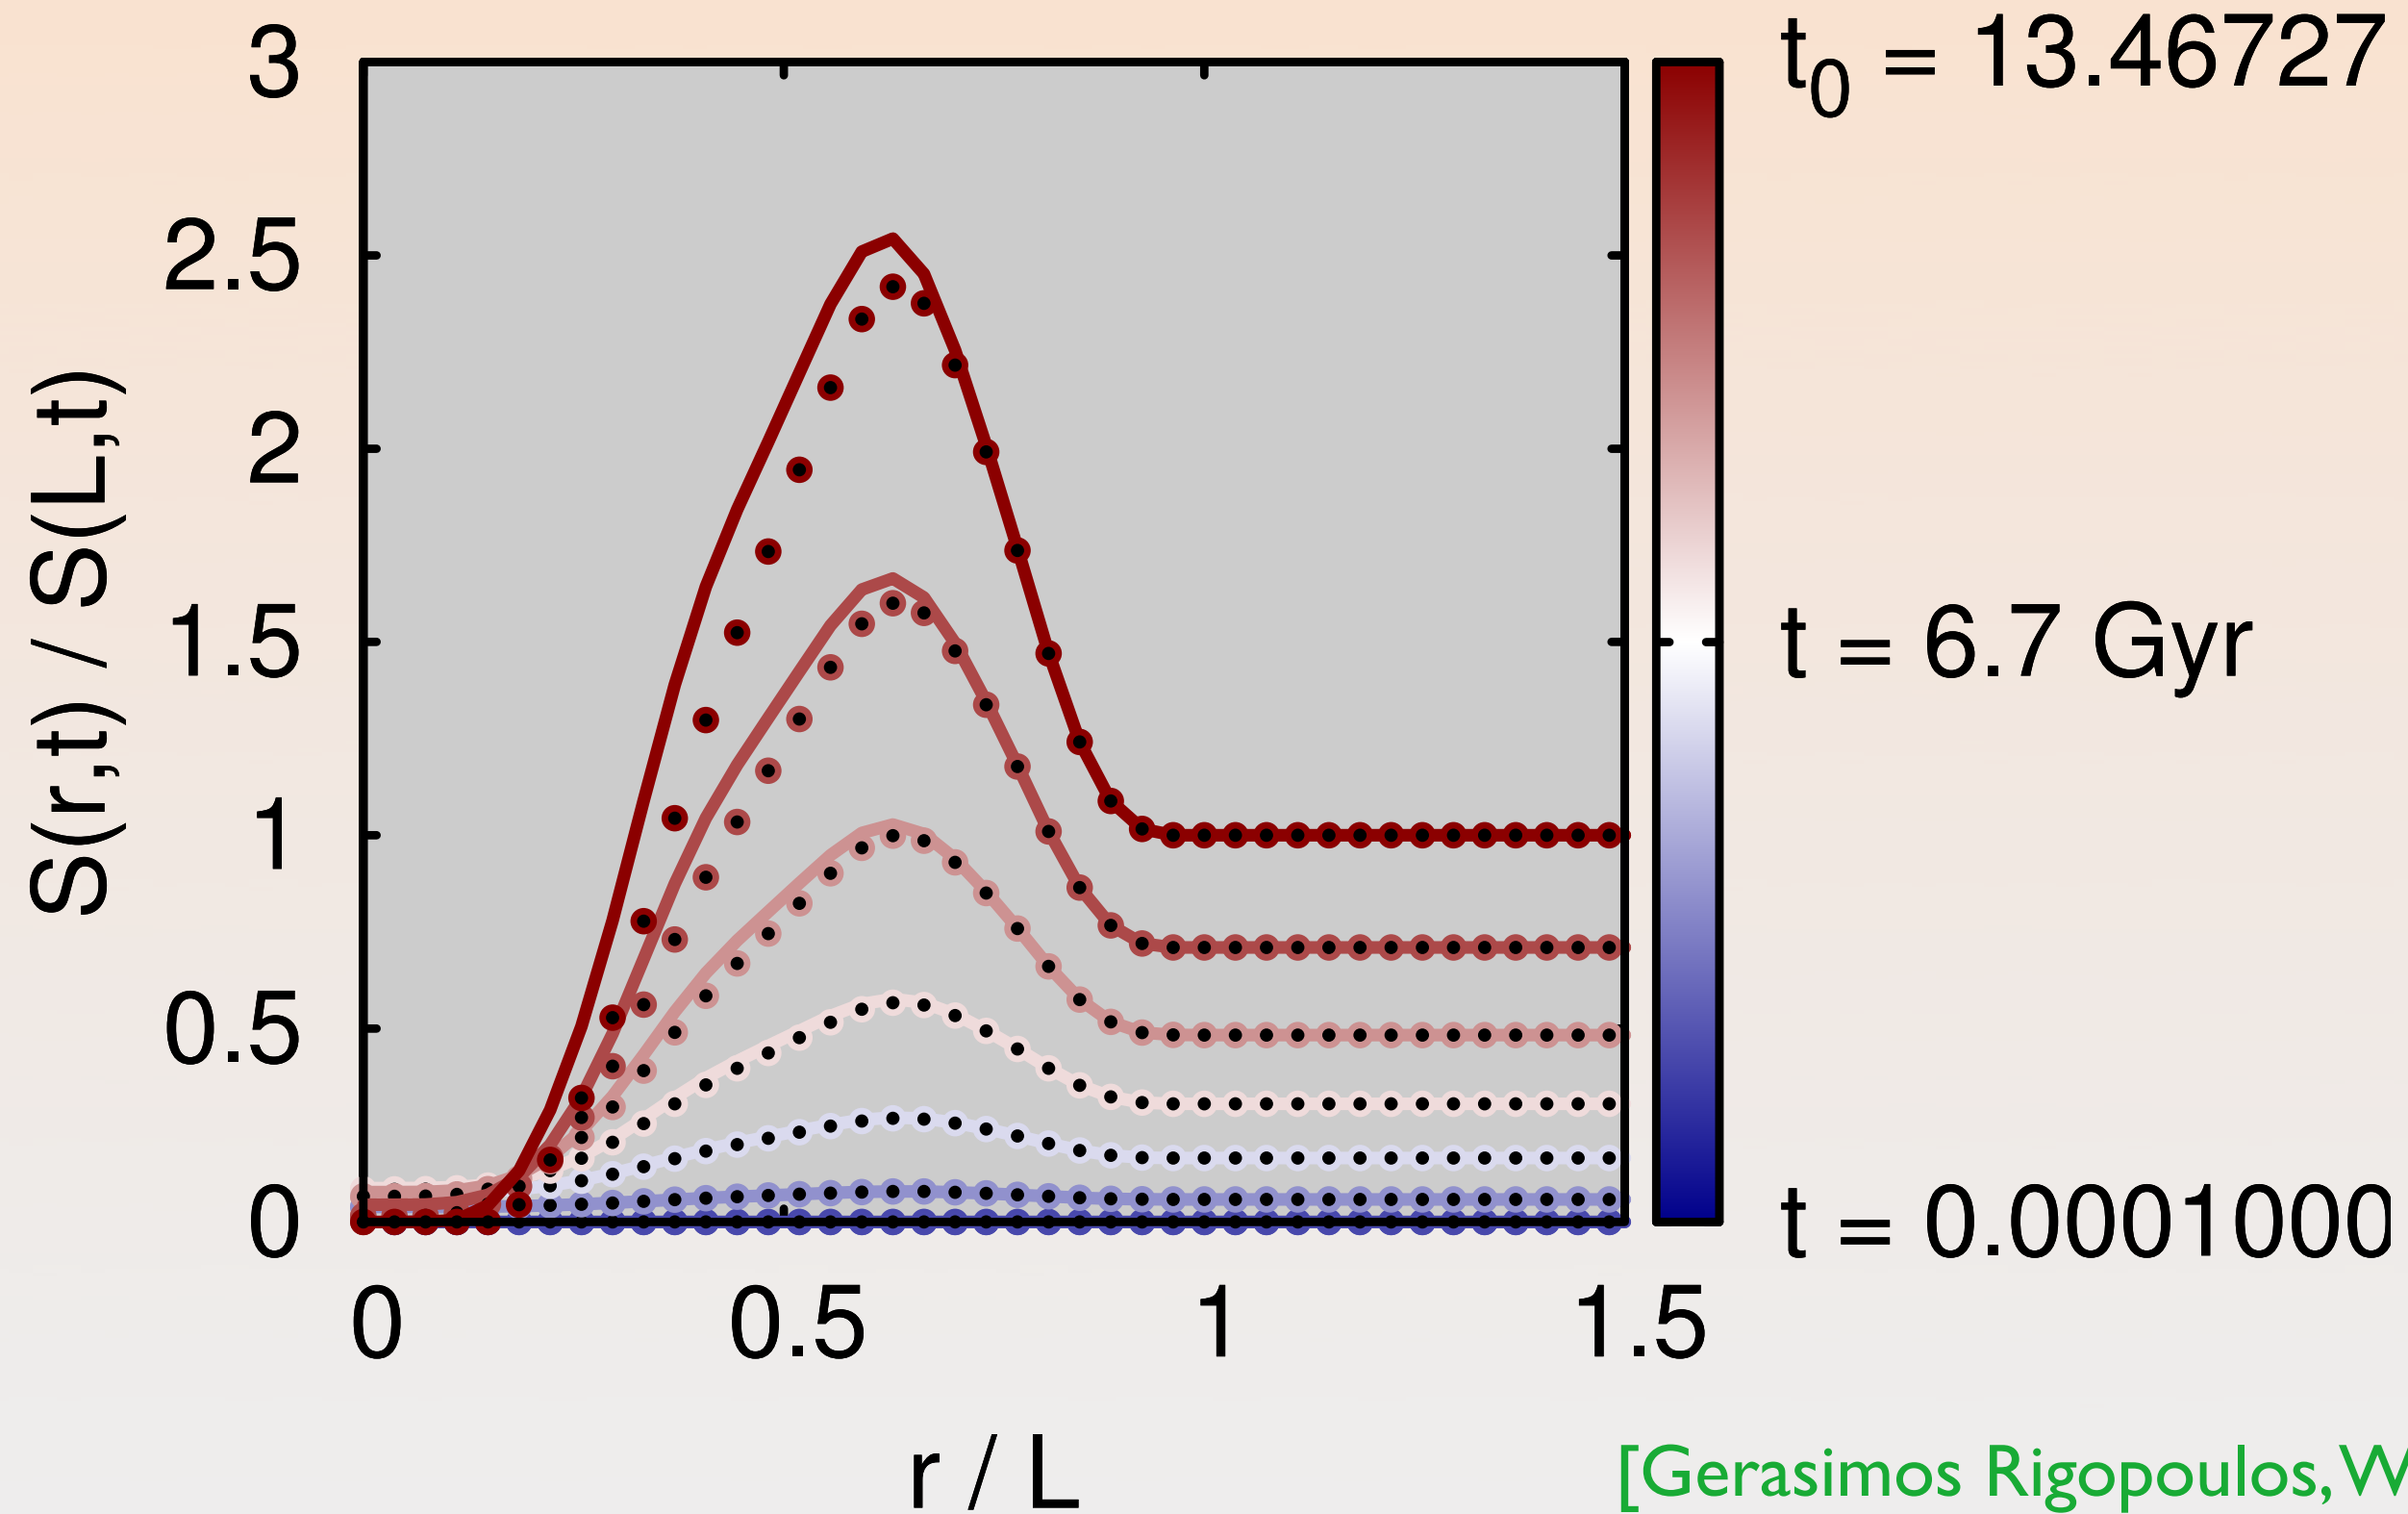 3
2.5
2
1.5
1
0.5
0
S(r,t) / S(L,t)
0 0.5 1 1.5
r / L
t0 = 13.46727
t = 6.7 Gyr
t = 0.0001000
[Gerasimos Rigopoulos,